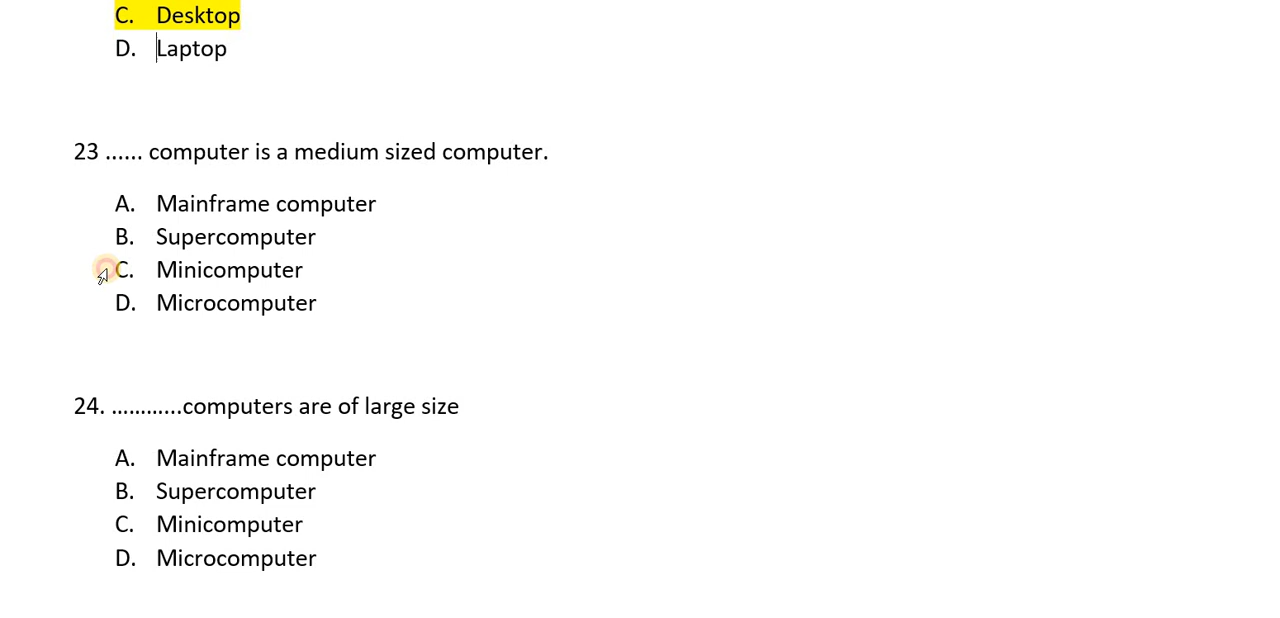 C. Desktop
D. Laptop
23 ...... computer is a medium sized computer.
A. Mainframe computer
B. Supercomputer
C. Minicomputer
D. Microcomputer
24. ............computers are of large size
A. Mainframe computer
B. Supercomputer
C. Minicomputer
D. Microcomputer